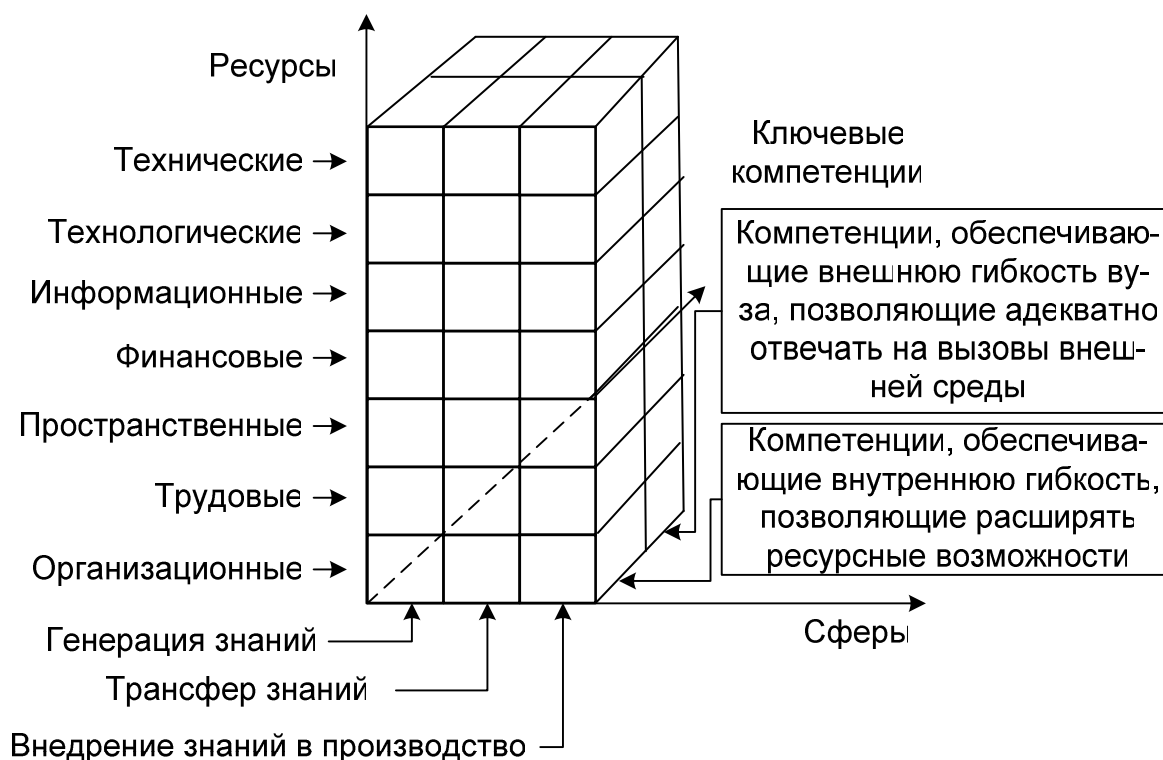 Ресурсы
Технические
Технологические
Информационные
Финансовые
Пространственные
Трудовые
Организационные
Генерация знаний
Трансфер знаний
Внедрение знаний в производство
Сферы
Ключевые
компетенции
Компетенции, обеспечиваю-
щие внешнюю гибкость ву-
за, позволяющие адекватно
отвечать на вызовы внеш-
ней среды
Компетенции, обеспечива-
ющие внутреннюю гибкость,
позволяющие расширять
ресурсные возможности